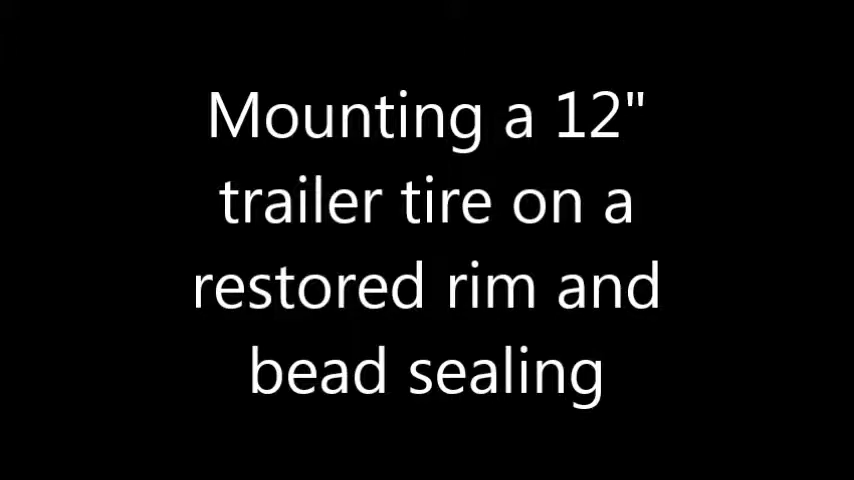 Mounting a 12"
trailer tire on a
restored rim and
bead sealing